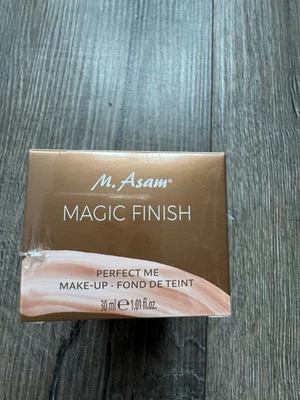 M. Asam®
MAGIC FINISH
PERFECT ME
MAKE-UP · FOND DE TEINT
30 ml ℮ 1.01 fl.oz.